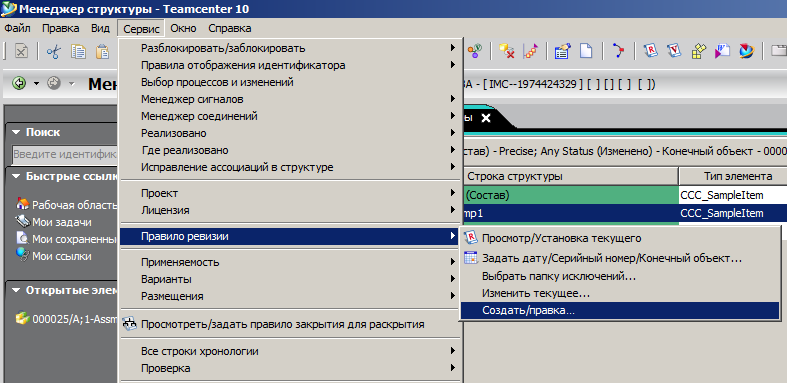 Менеджер структуры - Teamcenter 10
Файл Правка Вид Сервис Окно Справка
Разблокировать/заблокировать
Правила отображения идентификатора
Выбор процессов и изменений
Менеджер сигналов
Менеджер соединений
Реализовано
Где реализовано
Исправление ассоциаций в структуре
Проект
Лицензия
Правило ревизии
Применяемость
Варианты
Размещения
Просмотреть/задать правило закрытия для раскрытия
Все строки хронологии
Проверка
Просмотр/Установка текущего
Задать дату/Серийный номер/Конечный объект...
Выбрать папку исключений...
Изменить текущее...
Создать/правка...
Мен
Поиск
Введите идентифик
Быстрые ссылк
Рабочая область
Мои задачи
Мои сохраненны
Мои ссылки
Открытые элем
000025/A;1-Assm
3A - [ IMC--1974424329 ] [ ] [ ] [ ] [ ])
ы
став) - Precise; Any Status (Изменено) - Конечный объект - 0000
Строка структуры Тип элемента
(Состав) CCC_SampleItem
mp1 CCC_SampleItem